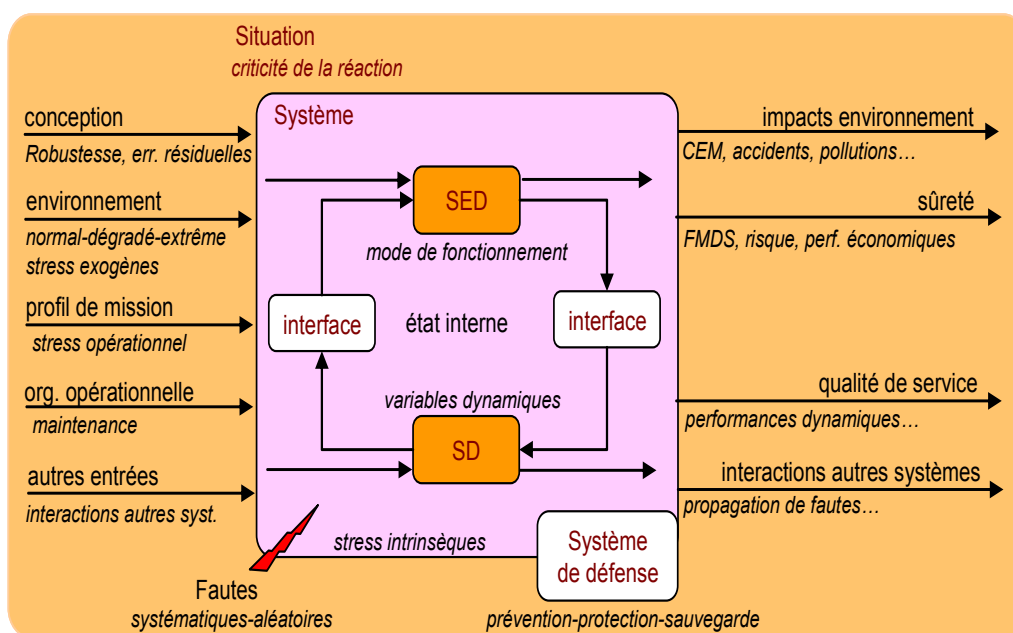 Situation
criticité de la réaction
conception
Robustesse, err. résiduelles
environnement
normal-dégradé-extrême
stress exogènes
profil de mission
stress opérationnel
org. opérationnelle
maintenance
autres entrées
interactions autres syst.
Système
SED
mode de fonctionnement
interface
état interne
interface
variables dynamiques
SD
stress intrinsèques
Système
de défense
Fautes
systématiques-aléatoires
prévention-protection-sauvegarde
impacts environnement
CEM, accidents, pollutions…
sûreté
FMDS, risque, perf. économiques
qualité de service
performances dynamiques…
interactions autres systèmes
propagation de fautes…